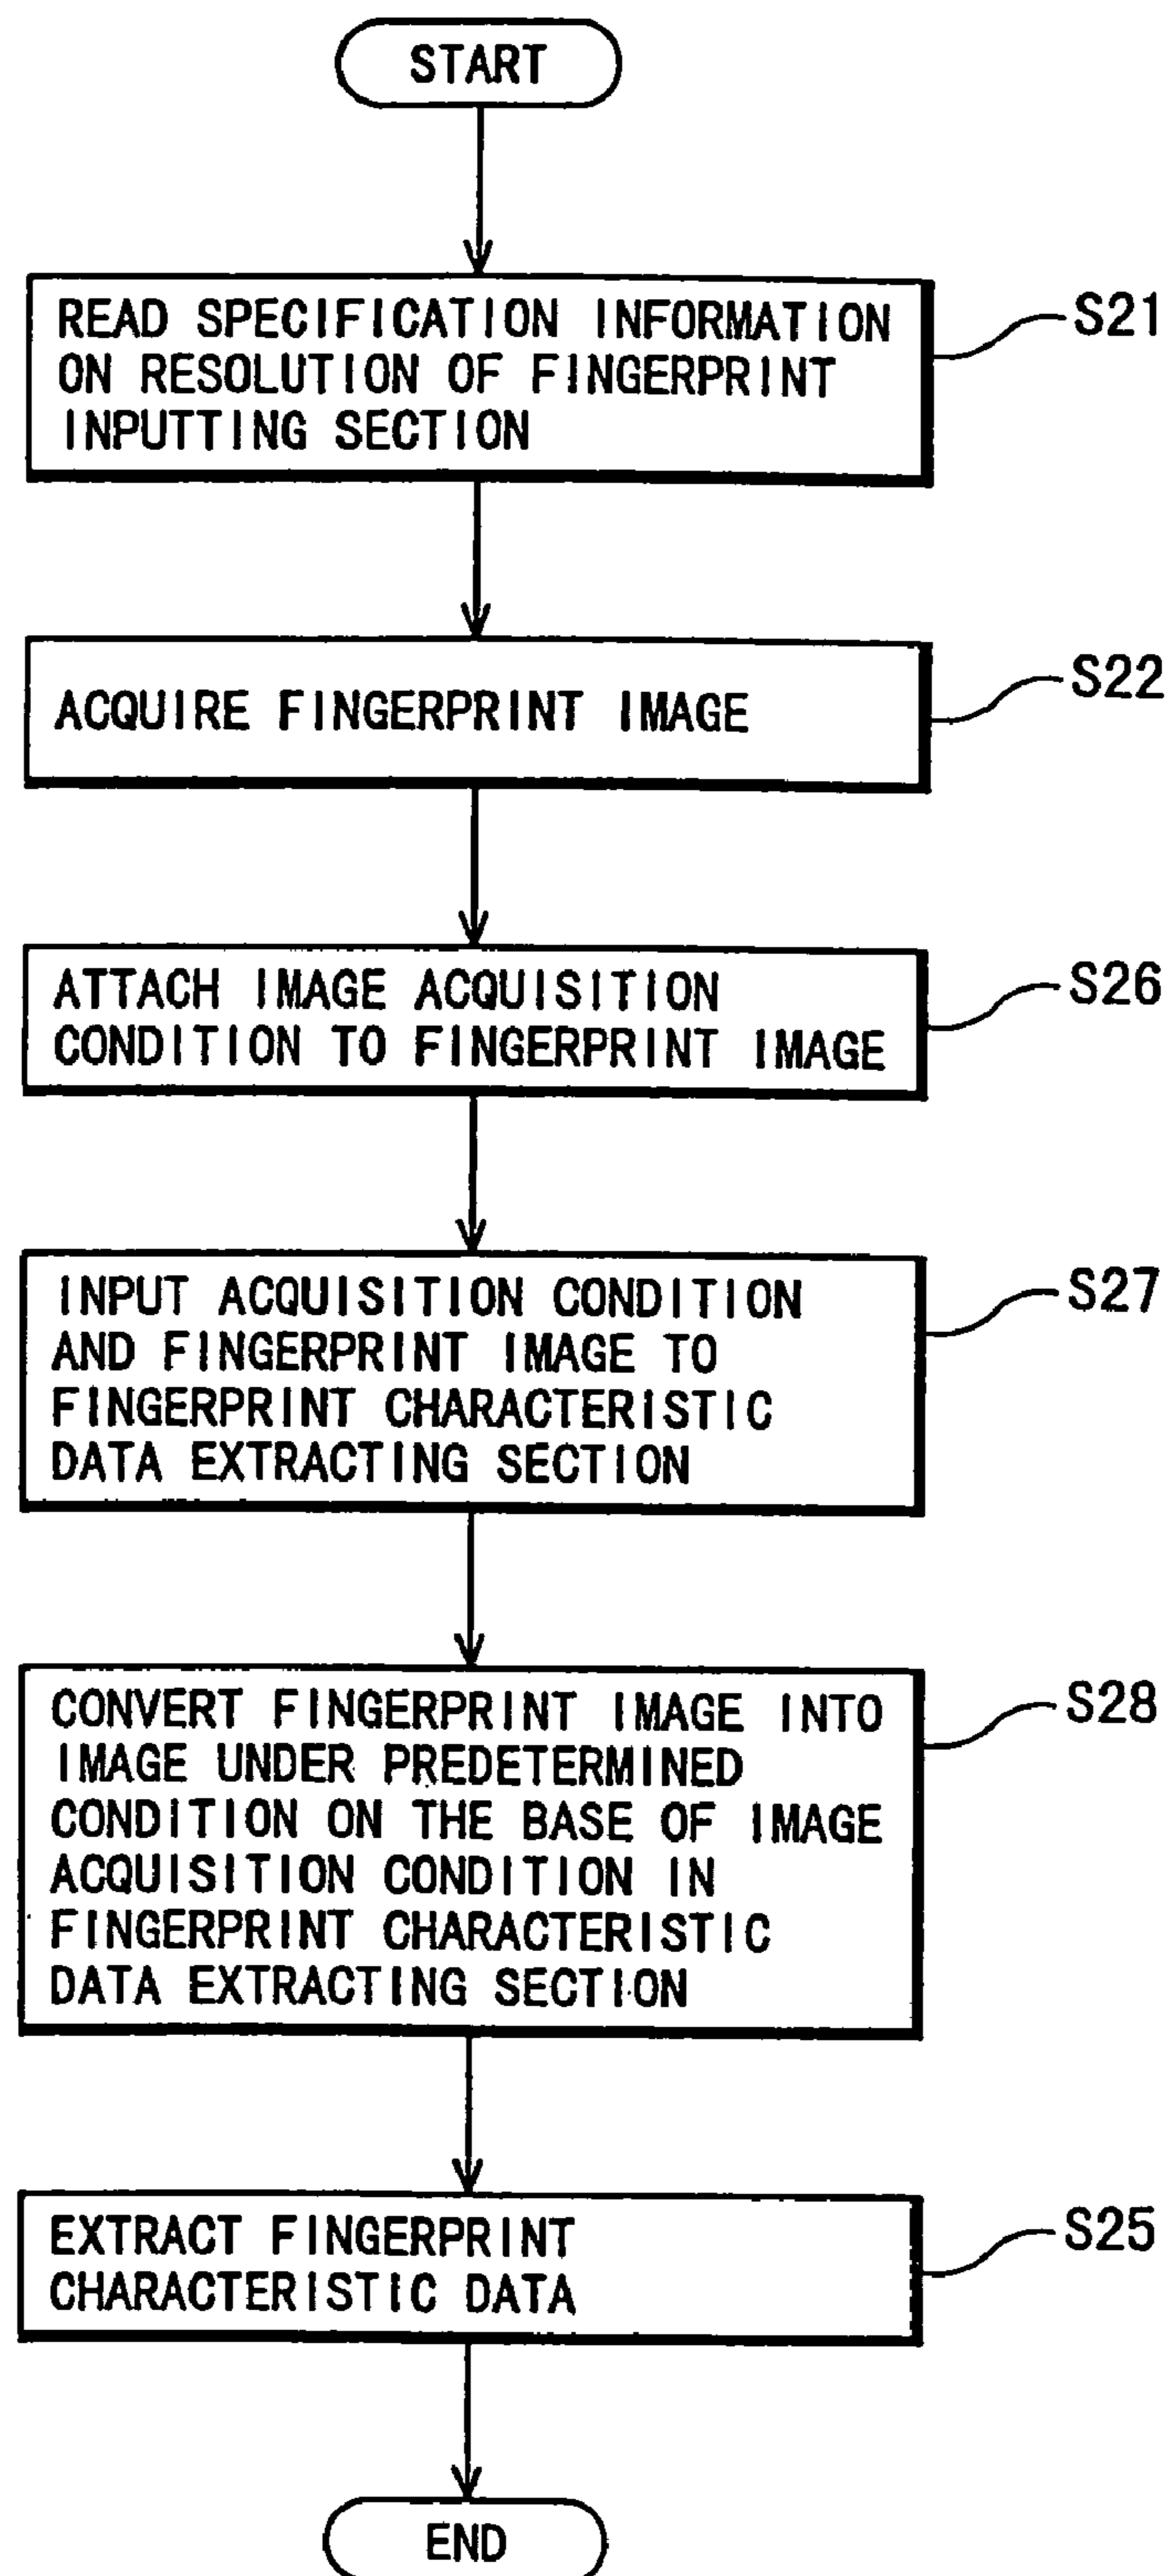 START
READ SPECIFICATION INFORMATION
ON RESOLUTION OF FINGERPRINT
INPUTTING SECTION
S21
ACQUIRE FINGERPRINT IMAGE
S22
ATTACH IMAGE ACQUISITION
CONDITION TO FINGERPRINT IMAGE
S26
INPUT ACQUISITION CONDITION
AND FINGERPRINT IMAGE TO
FINGERPRINT CHARACTERISTIC
DATA EXTRACTING SECTION
S27
CONVERT FINGERPRINT IMAGE INTO
IMAGE UNDER PREDETERMINED
CONDITION ON THE BASE OF IMAGE
ACQUISITION CONDITION IN
FINGERPRINT CHARACTERISTIC
DATA EXTRACTING SECTION
S28
EXTRACT FINGERPRINT
CHARACTERISTIC DATA
S25
END